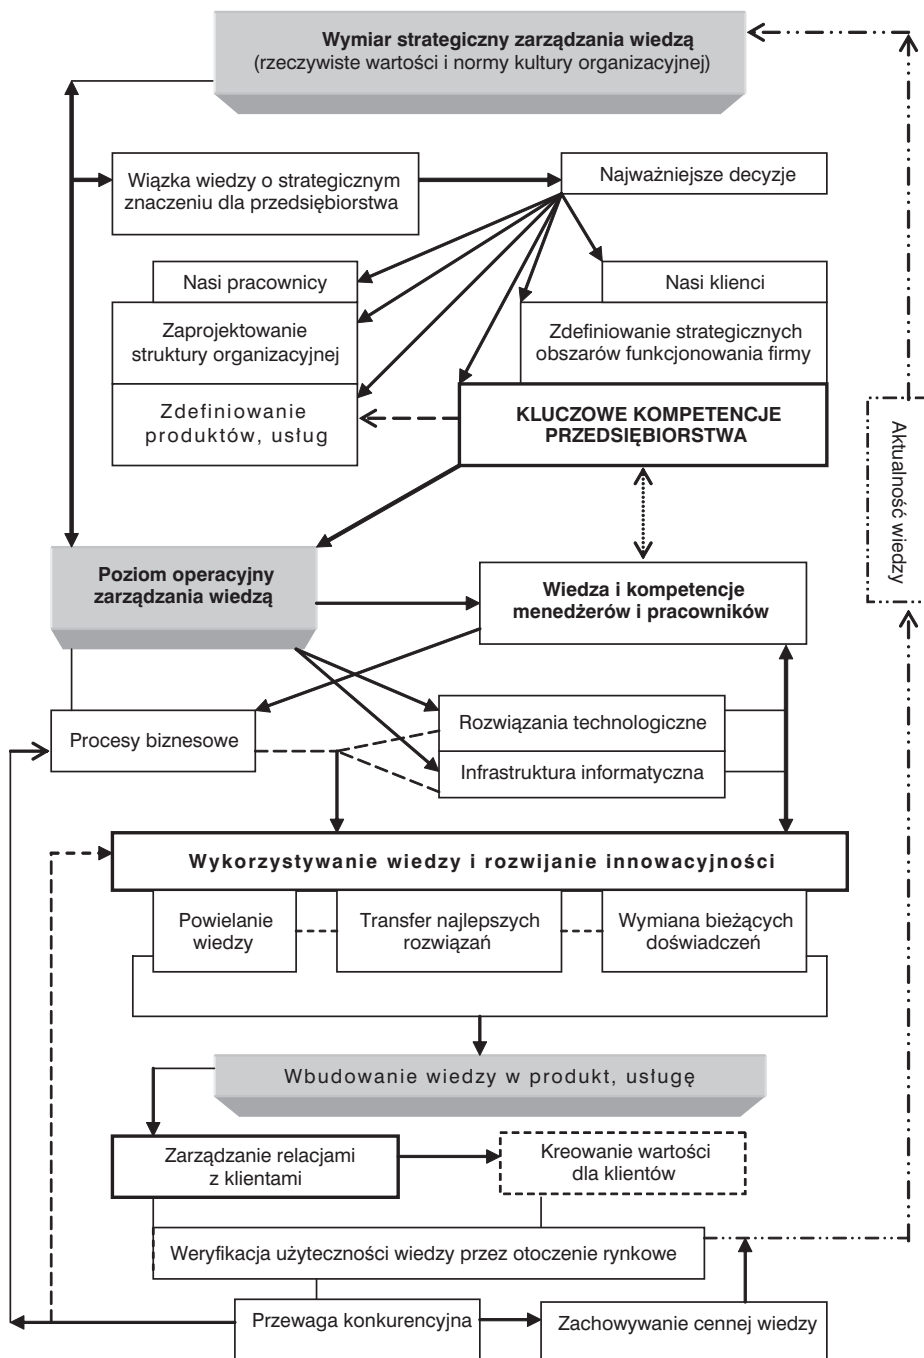 Wymiar strategiczny zarządzania wiedzą
(rzeczywiste wartości i normy kultury organizacyjnej)
Wiązka wiedzy o strategicznym
znaczeniu dla przedsiębiorstwa
Najważniejsze decyzje
Nasi pracownicy
Zaprojektowanie
struktury organizacyjnej
Zdefiniowanie
produktów, usług
Nasi klienci
Zdefiniowanie strategicznych
obszarów funkcjonowania firmy
KLUCZOWE KOMPETENCJE
PRZEDSIĘBIORSTWA
Aktualność wiedzy
Poziom operacyjny
zarządzania wiedzą
Wiedza i kompetencje
menedżerów i pracowników
Procesy biznesowe
Rozwiązania technologiczne
Infrastruktura informatyczna
Wykorzystywanie wiedzy i rozwijanie innowacyjności
Powielanie
wiedzy
Transfer najlepszych
rozwiązań
Wymiana bieżących
doświadczeń
Wbudowanie wiedzy w produkt, usługę
Zarządzanie relacjami
z klientami
Kreowanie wartości
dla klientów
Weryfikacja użyteczności wiedzy przez otoczenie rynkowe
Przewaga konkurencyjna
Zachowywanie cennej wiedzy